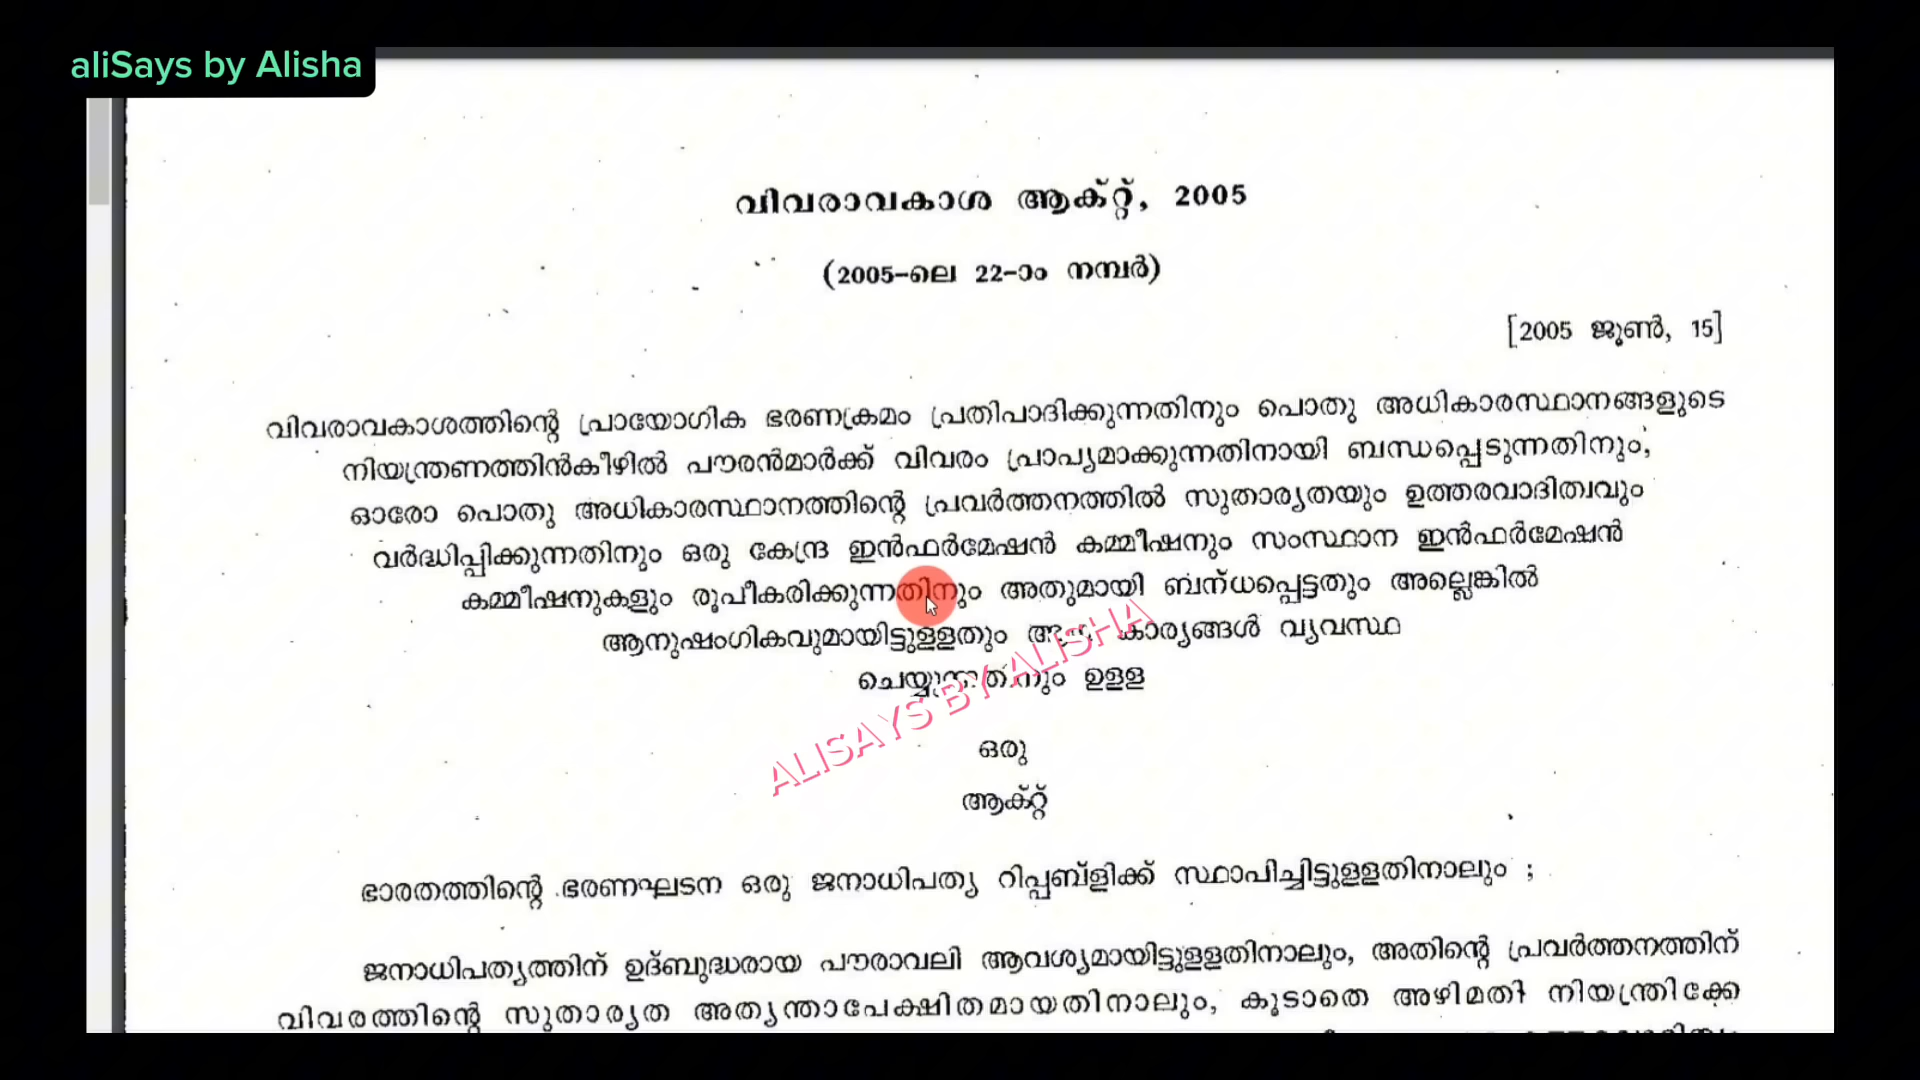 aliSays by Alisha
വിവരാവകാശ ആക്റ്റ്, 2005
(2005-ലെ 22-ാം നമ്പർ)
[2005 ജൂൺ, 15]
വിവരാവകാശത്തിന്റെ പ്രായോഗിക ഭരണക്രമം പ്രതിപാദിക്കുന്നതിനും പൊതു അധികാരസ്ഥാനങ്ങളുടെ
നിയന്ത്രണത്തിൻകീഴിൽ പൗരൻമാർക്ക് വിവരം പ്രാപ്യമാക്കുന്നതിനായി ബന്ധപ്പെടുന്നതിനും,
ഓരോ പൊതു അധികാരസ്ഥാനത്തിന്റെ പ്രവർത്തനത്തിൽ സുതാര്യതയും ഉത്തരവാദിത്വവും
വർദ്ധിപ്പിക്കുന്നതിനും ഒരു കേന്ദ്ര ഇൻഫർമേഷൻ കമ്മീഷനും സംസ്ഥാന ഇൻഫർമേഷൻ
കമ്മീഷനുകളും രൂപീകരിക്കുന്നതിനും അതുമായി ബന്ധപ്പെട്ടതും അല്ലെങ്കിൽ
ആനുഷംഗികവുമായിട്ടുള്ളതും കാര്യങ്ങൾ വ്യവസ്ഥ
ചെയ്യുന്നതിനും ഉള്ള
ALISAYS BY ALISHA
ഒരു
ആക്റ്റ്
ഭാരതത്തിന്റെ ഭരണഘടന ഒരു ജനാധിപത്യ റിപ്പബ്ളിക്ക് സ്ഥാപിച്ചിട്ടുള്ളതിനാലും ;
ജനാധിപത്യത്തിന് ഉദ്ബുദ്ധരായ പൗരാവലി ആവശ്യമായിട്ടുള്ളതിനാലും, അതിന്റെ പ്രവർത്തനത്തിന്
വിവരത്തിന്റെ സുതാര്യത അത്യന്താപേക്ഷിതമായതിനാലും, കൂടാതെ അഴിമതി നിയന്ത്രിക്കേ